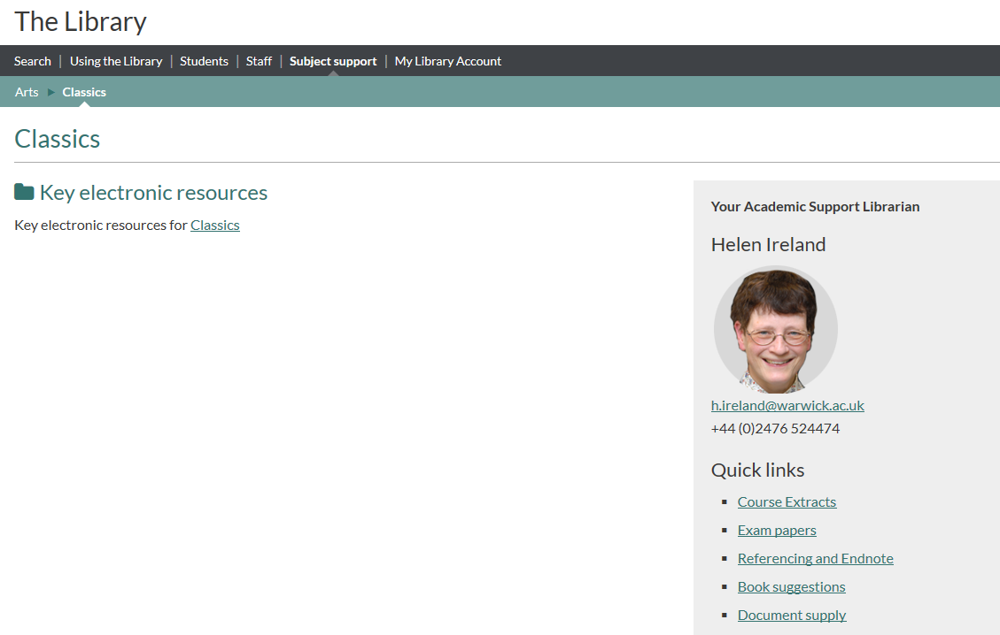 The Library
Search | Using the Library | Students | Staff | Subject support | My Library Account
Arts ► Classics
Classics
Key electronic resources
Key electronic resources for Classics
Your Academic Support Librarian
Helen Ireland
h.ireland@warwick.ac.uk
+44 (0)2476 524474
Quick links
Course Extracts
Exam papers
Referencing and Endnote
Book suggestions
Document supply